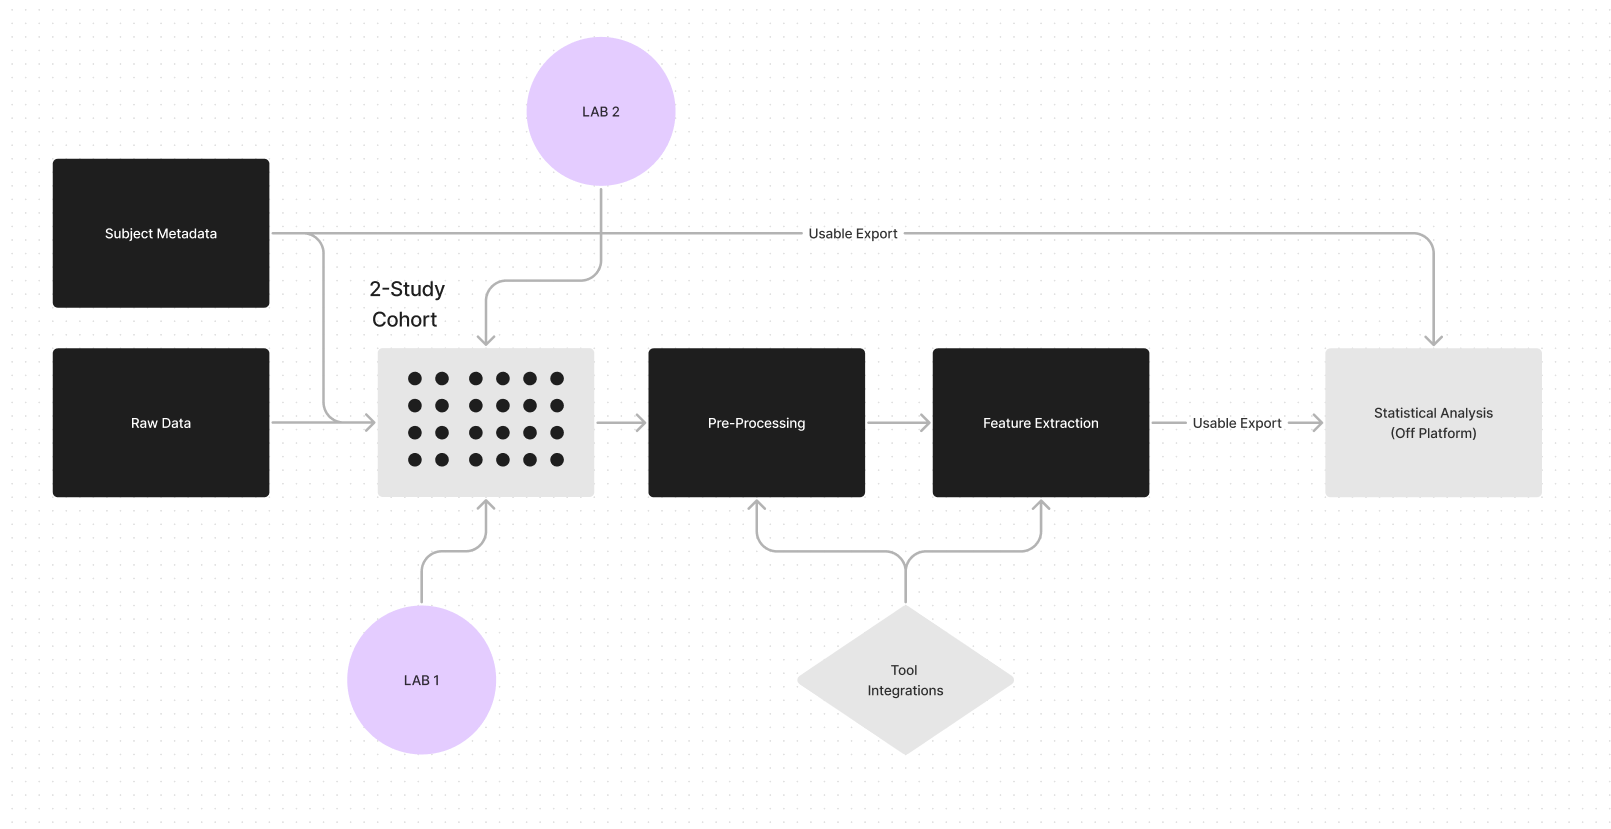 LAB 2
Subject Metadata
Usable Export
2-Study
Cohort
Raw Data
Pre-Processing
Feature Extraction
Usable Export
Statistical Analysis
(Off Platform)
LAB 1
Tool
Integrations